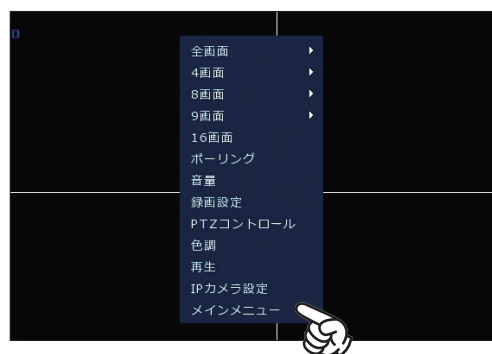 全画面
4画面
8画面
9画面
16画面
ポーリング
音量
録画設定
PTZコントロール
色調
再生
IPカメラ設定
メインメニュー